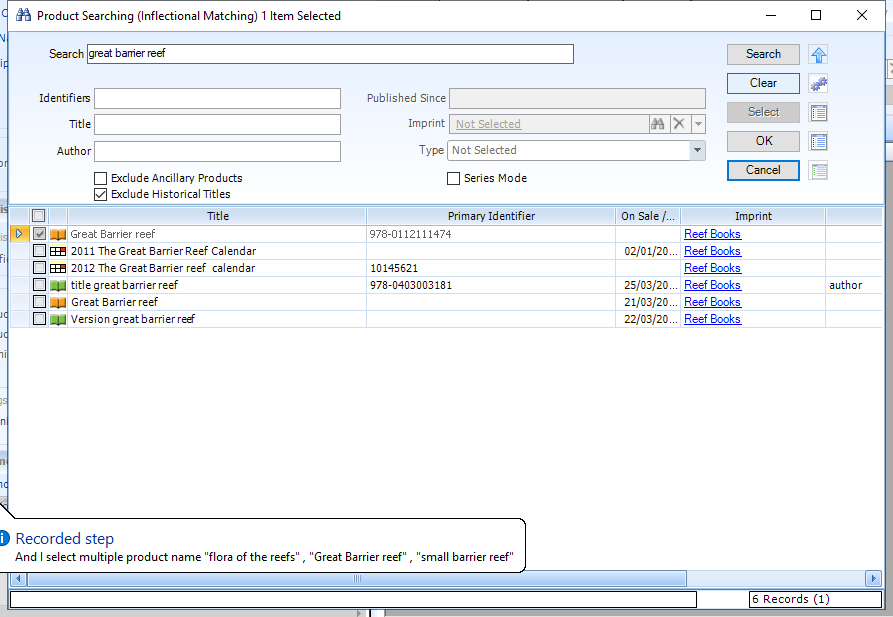 Product Searching (Inflectional Matching) 1 Item Selected
Search great barrier reef Search
Clear
Identifiers Published Since
Title Imprint Not Selected Select
Author Type Not Selected OK
Exclude Ancillary Products Series Mode Cancel
Exclude Historical Titles
Title Primary Identifier On Sale /... Imprint
Great Barrier reef 978-0112111474 Reef Books
2011 The Great Barrier Reef Calendar 02/01/20... Reef Books
2012 The Great Barrier reef calendar 10145621 Reef Books
title great barrier reef 978-0403003181 25/03/20... Reef Books author
Great Barrier reef 21/03/20... Reef Books
Version great barrier reef 22/03/20... Reef Books
Recorded step
And I select multiple product name "flora of the reefs" , "Great Barrier reef" , "small barrier reef"
6 Records (1)